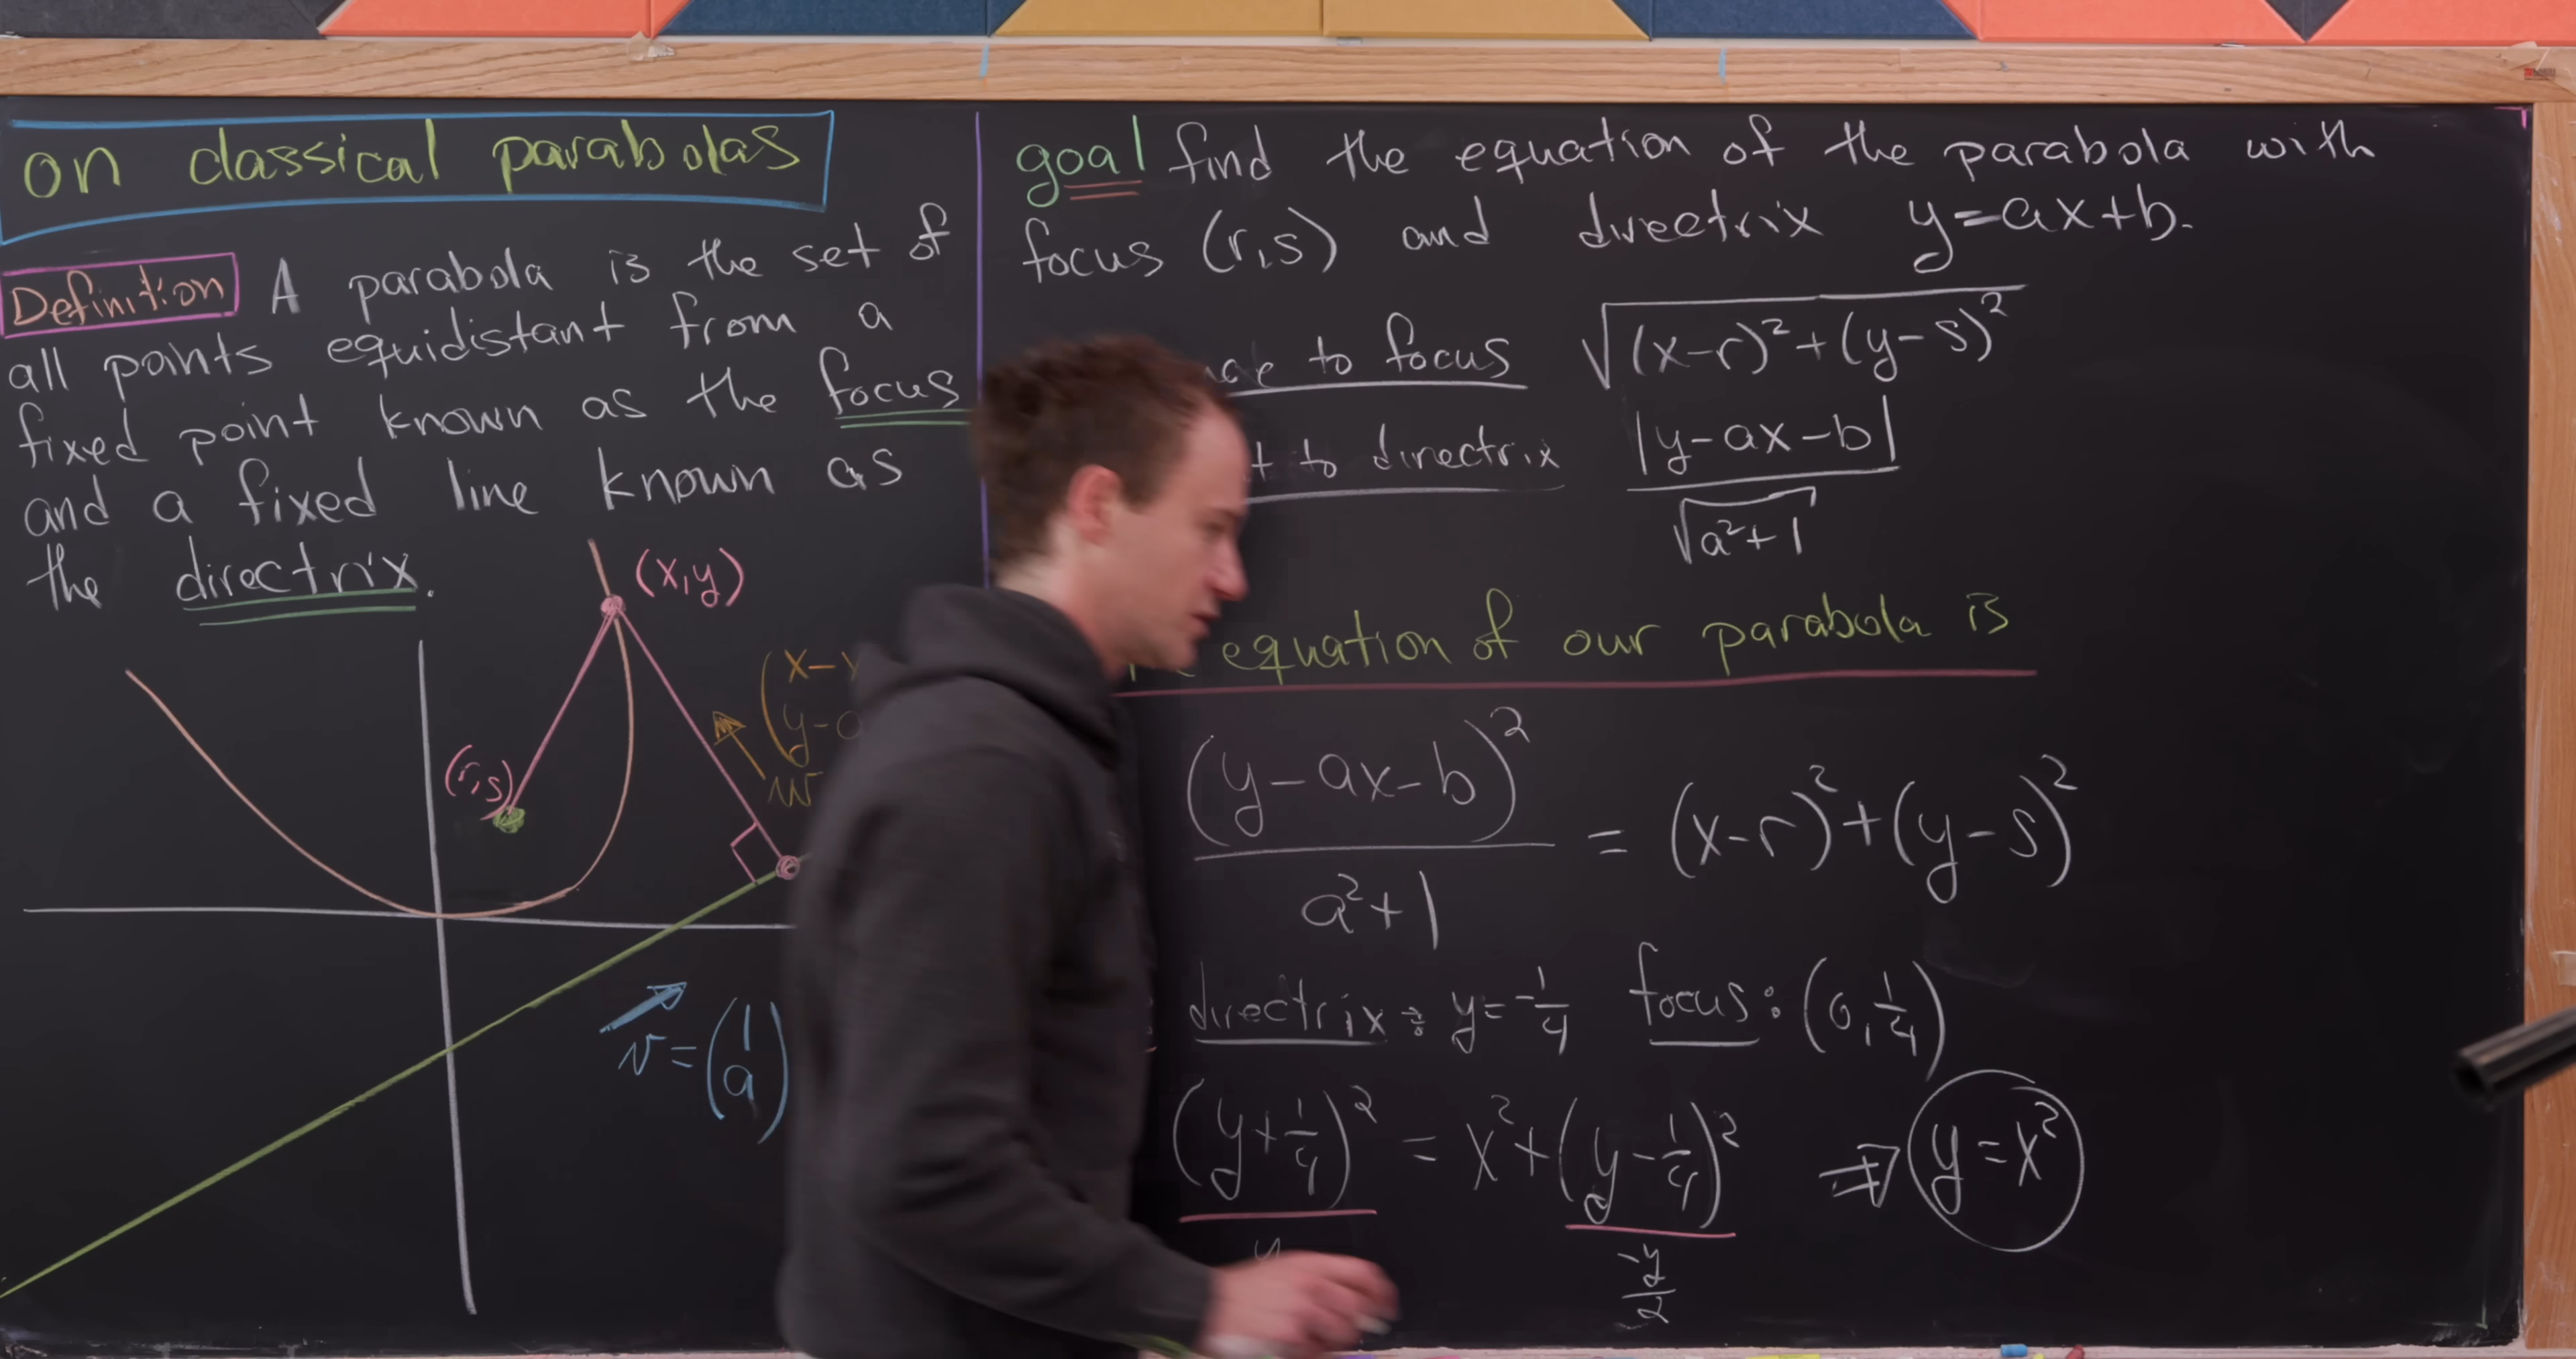 on classical parabolas
Definition A parabola is the set of
all points equidistant from a
fixed point known as the focus
and a fixed line known as
the directrix.
(x,y)
(r,s)
v = (1 a)
goal find the equation of the parabola with
focus (r,s) and directrix y=ax+b.
to focus √((x-r)²+(y-s)²)
to directrix |y-ax-b| / √(a²+1)
equation of our parabola is
(y-ax-b)² / (a²+1) = (x-r)²+(y-s)²
directrix: y=-1/4 focus: (0,1/4)
(y+1/4)² = x²+(y-1/4)² ⇒ y=x²
-y/2